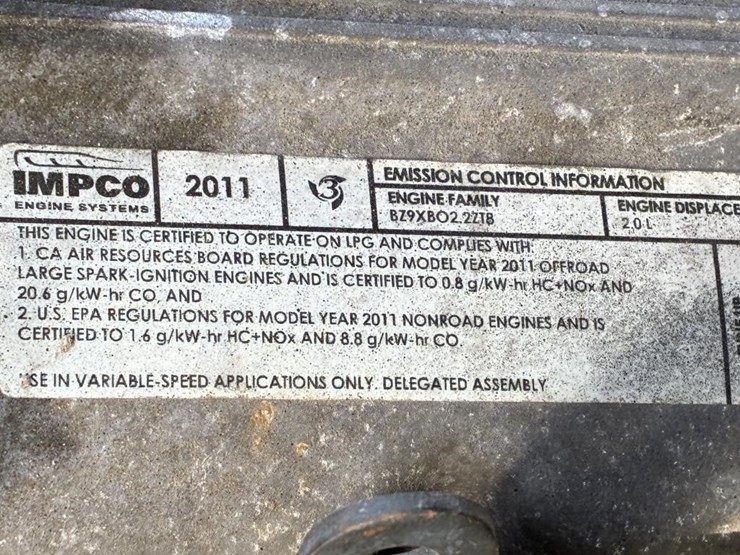 IMPCO
ENGINE SYSTEMS
2011
3
EMISSION CONTROL INFORMATION
ENGINE FAMILY
BZ9XBO2.2ZTB
ENGINE DISPLACE
2.0 L
THIS ENGINE IS CERTIFIED TO OPERATE ON LPG AND COMPLIES WITH:
1. CA AIR RESOURCES BOARD REGULATIONS FOR MODEL YEAR 2011 OFFROAD
LARGE SPARK-IGNITION ENGINES AND IS CERTIFIED TO 0.8 g/kW-hr HC+NOx AND
20.6 g/kW-hr CO. AND
2. U.S. EPA REGULATIONS FOR MODEL YEAR 2011 NONROAD ENGINES AND IS
CERTIFIED TO 1.6 g/kW-hr HC+NOx AND 8.8 g/kW-hr CO.
SE IN VARIABLE-SPEED APPLICATIONS ONLY. DELEGATED ASSEMBLY